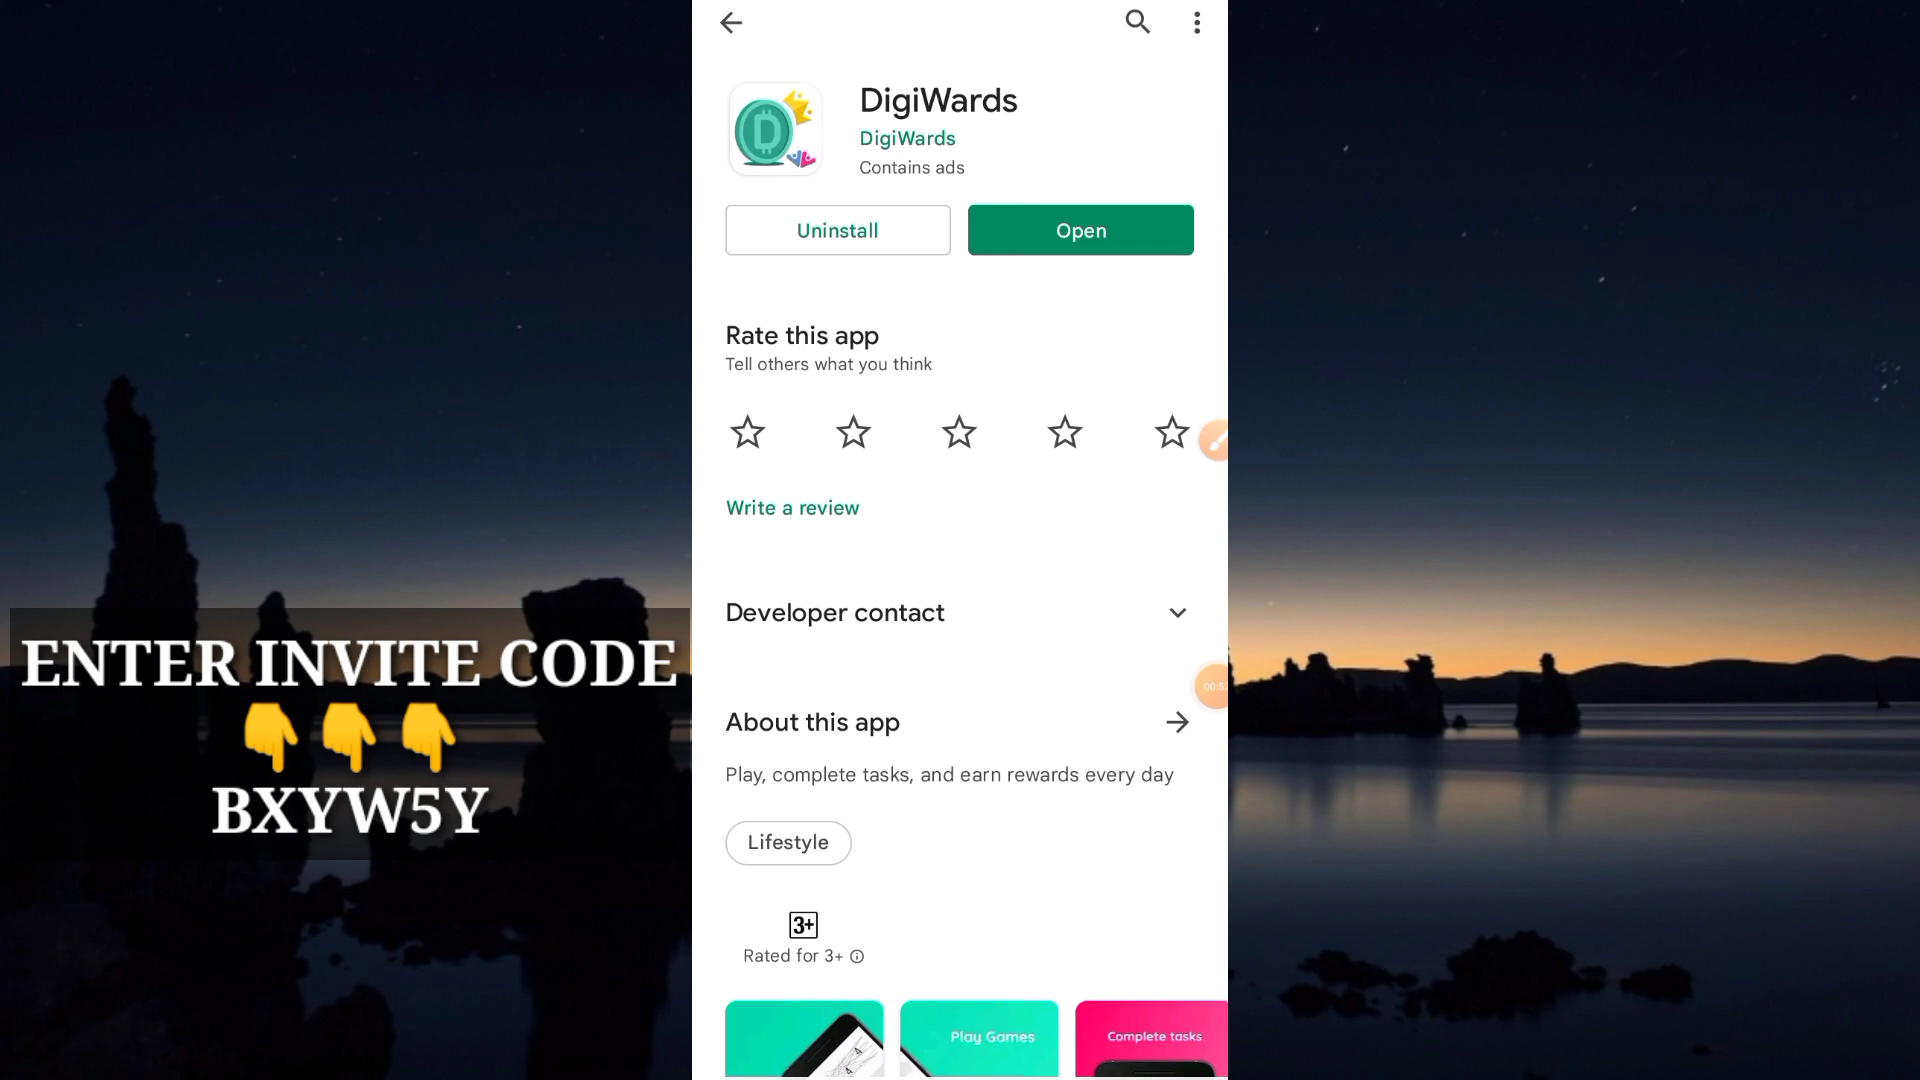 DigiWards
DigiWards
Contains ads
Uninstall
Open
Rate this app
Tell others what you think
Write a review
Developer contact
About this app
Play, complete tasks, and earn rewards every day
Lifestyle
3+
Rated for 3+
Play Games
Complete tasks
ENTER INVITE CODE
👇👇👇
BXYW5Y